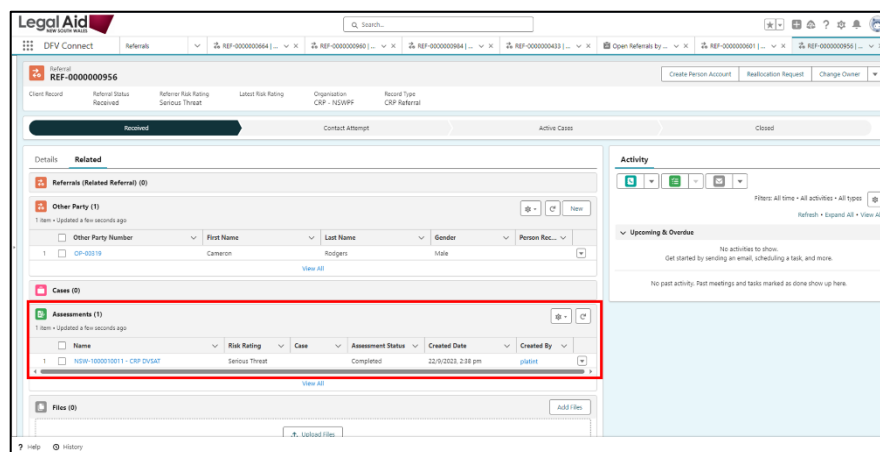 Legal Aid
NEW SOUTH WALES
Search...
DFV Connect
Referrals
REF-0000000664 | ...
REF-0000000960 | ...
REF-0000000984 | ...
REF-0000000433 | ...
Open Referrals by ...
REF-0000000601 | ...
REF-0000000956 | ...
Referral
REF-0000000956
Create Person Account
Reallocation Request
Change Owner
Client Record
Referral Status
Referrer Risk Rating
Latest Risk Rating
Organisation
Record Type
Received
Serious Threat
CRP - NSWPF
CRP Referral
Received
Contact Attempt
Active Cases
Closed
Details
Related
Referrals (Related Referral) (0)
Other Party (1)
1 item • Updated a few seconds ago
New
Other Party Number
First Name
Last Name
Gender
Person Rec...
1
OP-00319
Cameron
Rodgers
Male
View All
Cases (0)
Assessments (1)
1 item • Updated a few seconds ago
Name
Risk Rating
Case
Assessment Status
Created Date
Created By
1
NSW-1000010011 - CRP DVSAT
Serious Threat
Completed
22/9/2023, 2:38 pm
platint
View All
Files (0)
Add Files
Upload Files
Activity
Filters: All time • All activities • All types
Refresh • Expand All • View Al
Upcoming & Overdue
No activities to show.
Get started by sending an email, scheduling a task, and more.
No past activity. Past meetings and tasks marked as done show up here.
? Help
History